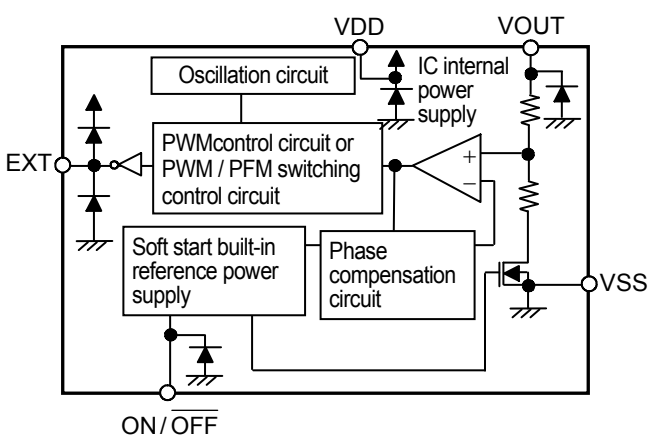 VDD
VOUT
Oscillation circuit
IC internal
power
supply
EXT
PWMcontrol circuit or
PWM / PFM switching
control circuit
+
−
Soft start built-in
reference power
supply
Phase
compensation
circuit
VSS
ON / OFF